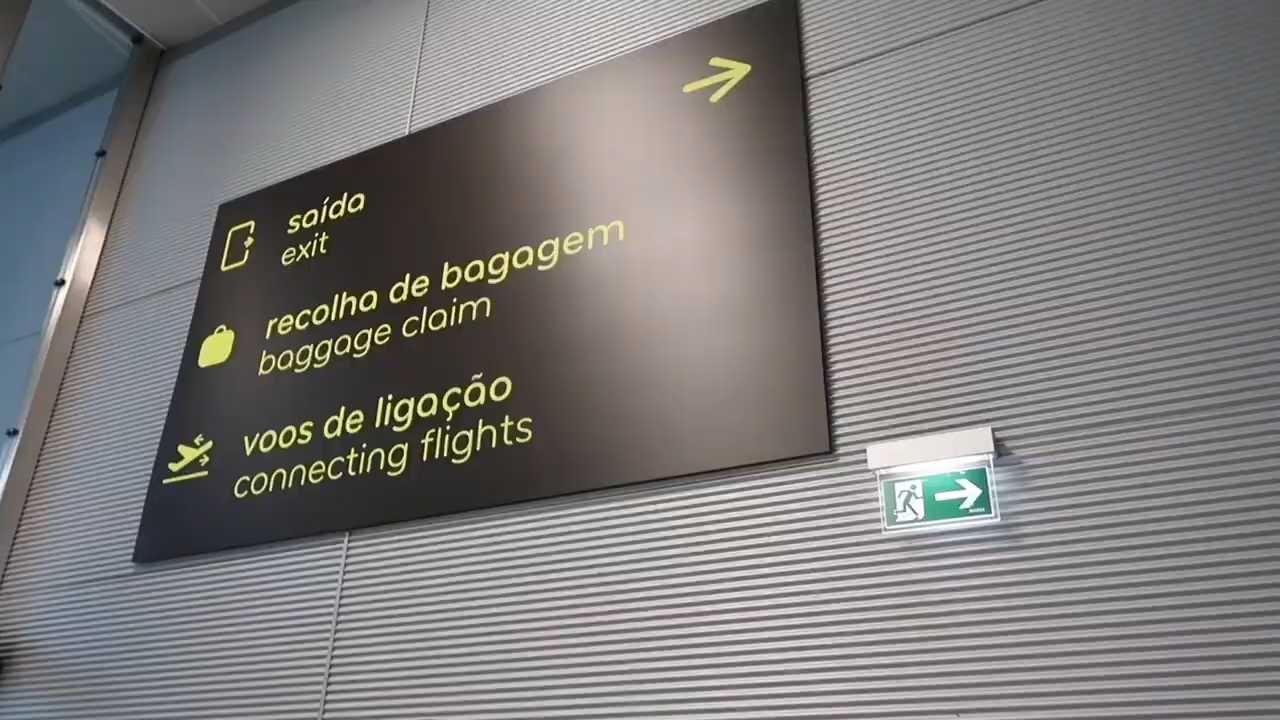 saída
exit
recolha de bagagem
baggage claim
voos de ligação
connecting flights